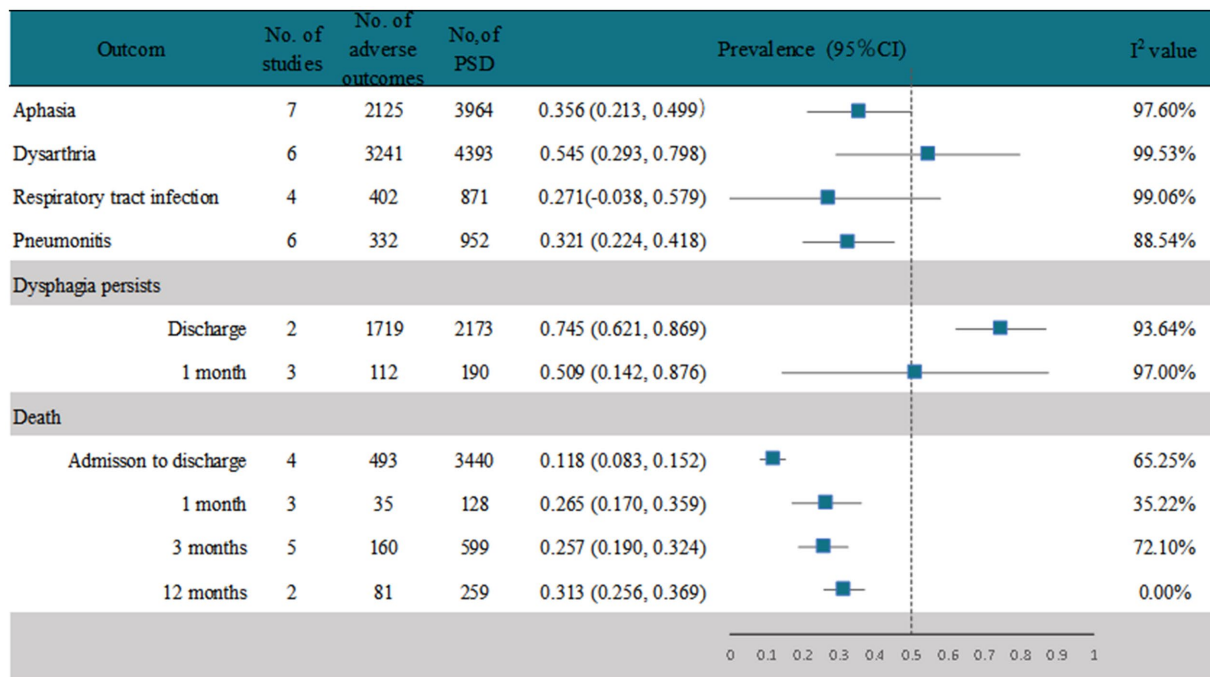 Outcom No. of studies No. of adverse outcomes No,of PSD Prevalence (95%CI) I² value
Aphasia 7 2125 3964 0.356 (0.213, 0.499) 97.60%
Dysarthria 6 3241 4393 0.545 (0.293, 0.798) 99.53%
Respiratory tract infection 4 402 871 0.271(-0.038, 0.579) 99.06%
Pneumonitis 6 332 952 0.321 (0.224, 0.418) 88.54%
Dysphagia persists
Discharge 2 1719 2173 0.745 (0.621, 0.869) 93.64%
1 month 3 112 190 0.509 (0.142, 0.876) 97.00%
Death
Admisson to discharge 4 493 3440 0.118 (0.083, 0.152) 65.25%
1 month 3 35 128 0.265 (0.170, 0.359) 35.22%
3 months 5 160 599 0.257 (0.190, 0.324) 72.10%
12 months 2 81 259 0.313 (0.256, 0.369) 0.00%
0 0.1 0.2 0.3 0.4 0.5 0.6 0.7 0.8 0.9 1